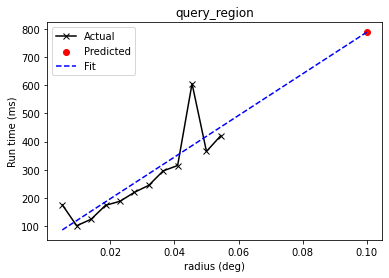 query_region
Actual
Predicted
Fit
Run time (ms)
800
700
600
500
400
300
200
100
0.02
0.04
0.06
0.08
0.10
radius (deg)